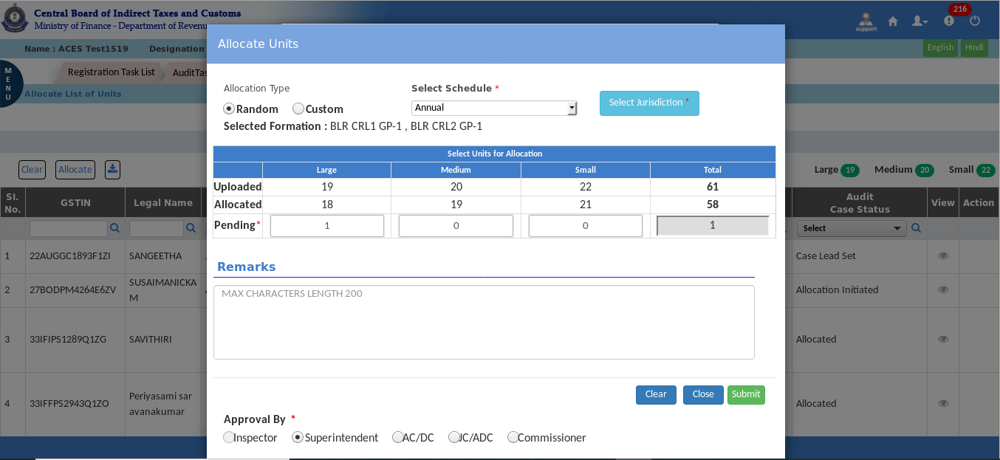 Central Board of Indirect Taxes and Customs
Ministry of Finance - Department of Revenu
support
216
Name : ACES Test1519 Designation
English Hindi
MENU
Registration Task List AuditTas
Allocate List of Units
Allocate Units
Allocation Type Select Schedule *
Random Custom Annual Select Jurisdiction *
Selected Formation : BLR CRL1 GP-1 , BLR CRL2 GP-1
Select Units for Allocation
Large Medium Small Total
Uploaded 19 20 22 61
Allocated 18 19 21 58
Pending* 1 0 0 1
Remarks
MAX CHARACTERS LENGTH 200
Clear Close Submit
Approval By *
Inspector Superintendent AC/DC JC/ADC Commissioner
Clear Allocate
Large 19 Medium 20 Small 22
Sl. No. GSTIN Legal Name Audit Case Status View Action
Select
1 22AUGGC1893F1ZI SANGEETHA Case Lead Set
2 27BODPM4264E6ZV SUSAIMANICKA
M Allocation Initiated
3 33IFIPS1289Q1ZG SAVITHIRI Allocated
4 33IFFPS2943Q1ZO Periyasami sar
avanakumar Allocated